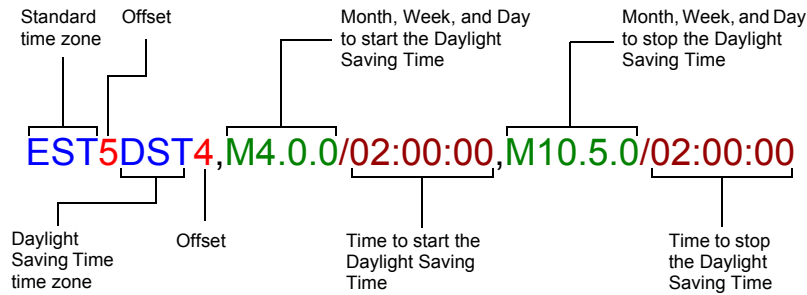 Standard
time zone
Offset
Month, Week, and Day
to start the Daylight
Saving Time
Month, Week, and Day
to stop the Daylight
Saving Time
EST5DST4,M4.0.0/02:00:00,M10.5.0/02:00:00
Daylight
Saving Time
time zone
Offset
Time to start the
Daylight Saving
Time
Time to stop
the Daylight
Saving Time